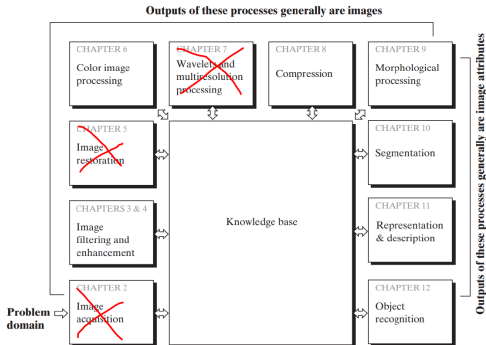 Outputs of these processes generally are images
CHAPTER 6
Color image
processing
CHAPTER 7
Wavelets and
multiresolution
processing
CHAPTER 8
Compression
CHAPTER 9
Morphological
processing
CHAPTER 5
Image
restoration
CHAPTERS 3 & 4
Image
filtering and
enhancement
CHAPTER 2
Image
acquisition
Problem
domain
Knowledge base
CHAPTER 10
Segmentation
CHAPTER 11
Representation
& description
CHAPTER 12
Object
recognition
Outputs of these processes generally are image attributes